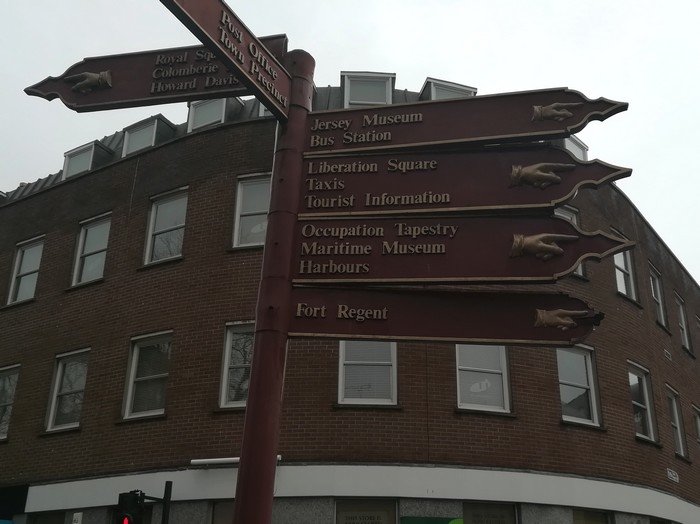 Post Office
Town Precinct
Royal
Colomberie
Howard Davis
Jersey Museum
Bus Station
Liberation Square
Taxis
Tourist Information
Occupation Tapestry
Maritime Museum
Harbours
Fort Regent